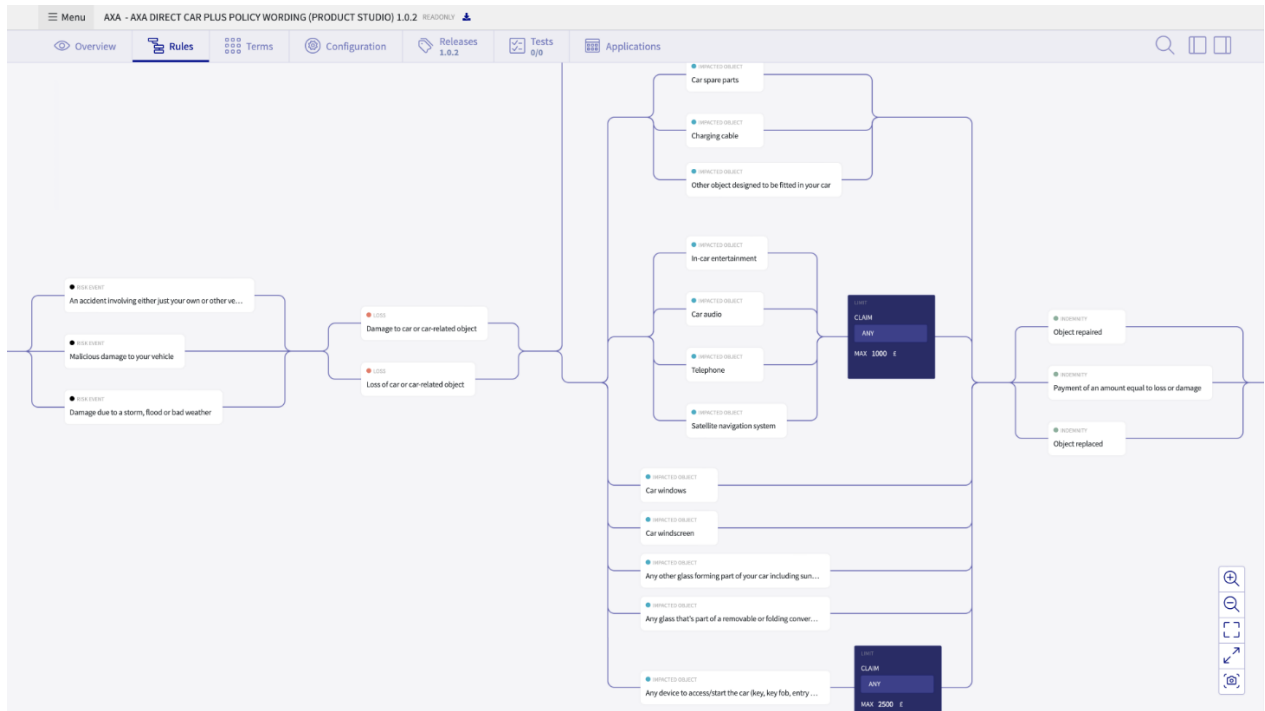 Menu
AXA - AXA DIRECT CAR PLUS POLICY WORDING (PRODUCT STUDIO) 1.0.2 READONLY
Overview
Rules
Terms
Configuration
Releases
1.0.2
Tests
0/0
Applications
IMPACTED OBJECT
Car spare parts
IMPACTED OBJECT
Charging cable
IMPACTED OBJECT
Other object designed to be fitted in your car
RISK EVENT
An accident involving either just your own or other ve...
RISK EVENT
Malicious damage to your vehicle
RISK EVENT
Damage due to a storm, flood or bad weather
LOSS
Damage to car or car-related object
LOSS
Loss of car or car-related object
IMPACTED OBJECT
In-car entertainment
IMPACTED OBJECT
Car audio
IMPACTED OBJECT
Telephone
IMPACTED OBJECT
Satellite navigation system
LIMIT
CLAIM
ANY
MAX 1000 £
INDEMNITY
Object repaired
INDEMNITY
Payment of an amount equal to loss or damage
INDEMNITY
Object replaced
IMPACTED OBJECT
Car windows
IMPACTED OBJECT
Car windscreen
IMPACTED OBJECT
Any other glass forming part of your car including sun...
IMPACTED OBJECT
Any glass that's part of a removable or folding conver...
IMPACTED OBJECT
Any device to access/start the car (key, key fob, entry ...
LIMIT
CLAIM
ANY
MAX 2500 £